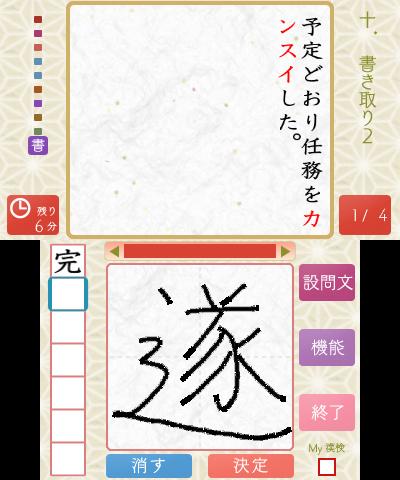 十. 書き取り2
予定どおり任務をカ
ンスイした。
書
残り
6分
1/ 4
完
遂
設問文
機能
終了
My 漢検
消す
決定